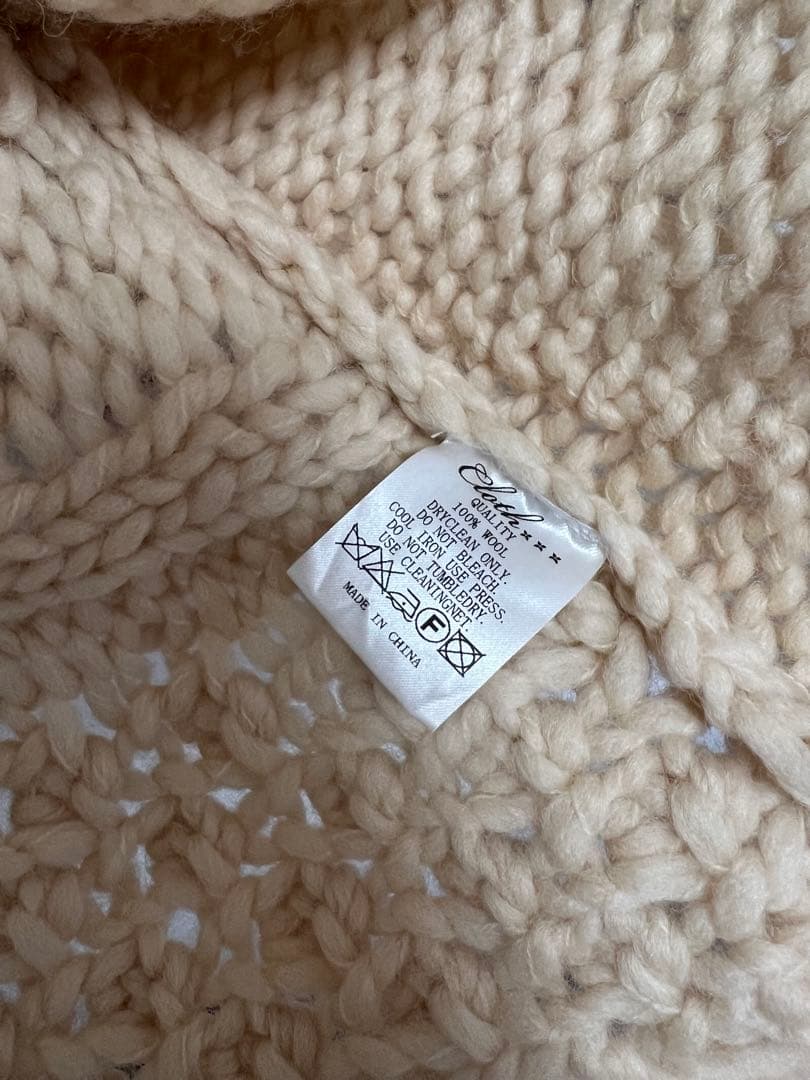 Cloth×××
QUALITY
100% WOOL
DRYCLEAN ONLY.
DO NOT BLEACH.
COOL IRON USE PRESS.
DO NOT TUMBLEDRY.
USE CLEANINGNET.
F
MADE IN CHINA